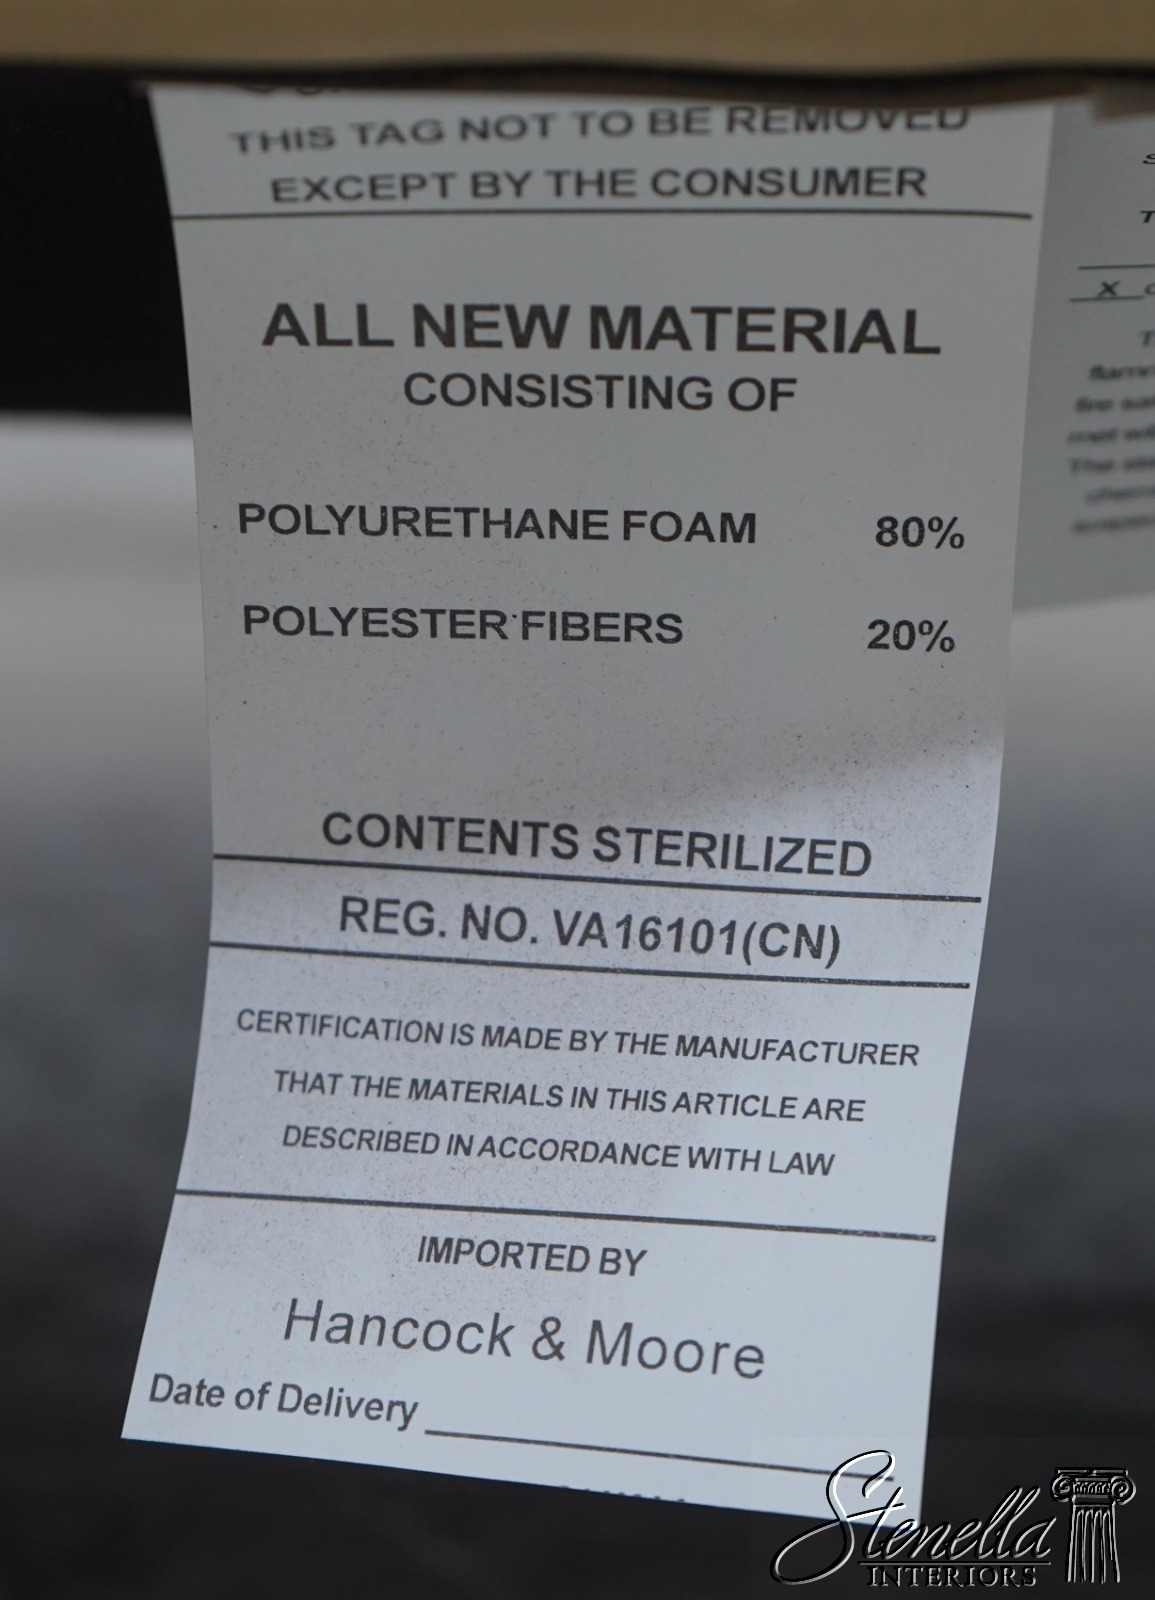 THIS TAG NOT TO BE REMOVED
EXCEPT BY THE CONSUMER
ALL NEW MATERIAL
CONSISTING OF
POLYURETHANE FOAM 80%
POLYESTER FIBERS 20%
CONTENTS STERILIZED
REG. NO. VA16101(CN)
CERTIFICATION IS MADE BY THE MANUFACTURER
THAT THE MATERIALS IN THIS ARTICLE ARE
DESCRIBED IN ACCORDANCE WITH LAW
IMPORTED BY
Hancock & Moore
Date of Delivery
X
The
Stenella
INTERIORS